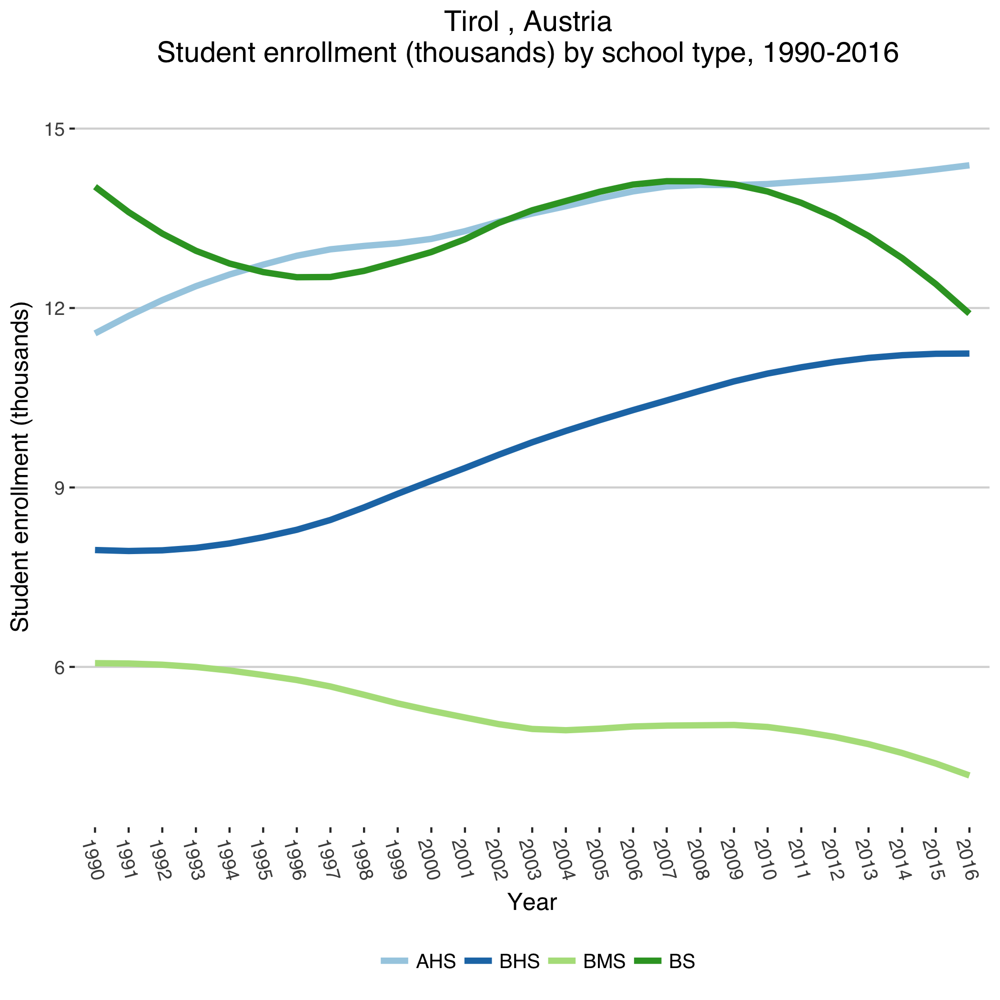 Tirol , Austria
Student enrollment (thousands) by school type, 1990-2016
Student enrollment (thousands)
15
12
9
6
1990 1991 1992 1993 1994 1995 1996 1997 1998 1999 2000 2001 2002 2003 2004 2005 2006 2007 2008 2009 2010 2011 2012 2013 2014 2015 2016
Year
AHS BHS BMS BS